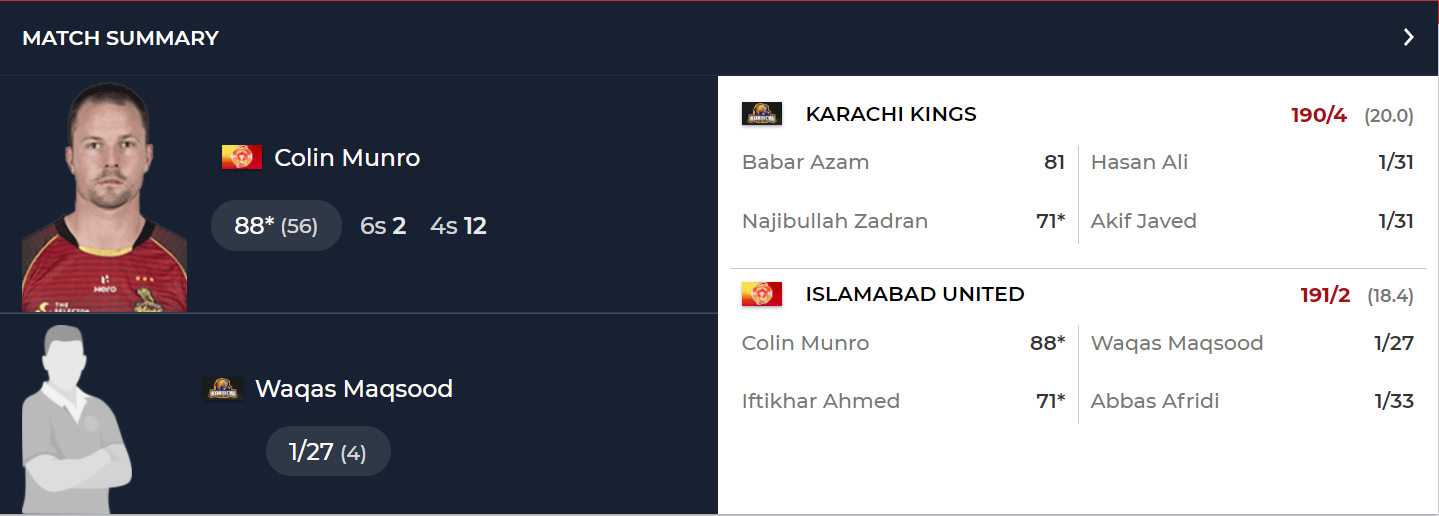 MATCH SUMMARY
Colin Munro
88* (56) 6s 2 4s 12
Waqas Maqsood
1/27 (4)
KARACHI KINGS 190/4 (20.0)
Babar Azam 81 Hasan Ali 1/31
Najibullah Zadran 71* Akif Javed 1/31
ISLAMABAD UNITED 191/2 (18.4)
Colin Munro 88* Waqas Maqsood 1/27
Iftikhar Ahmed 71* Abbas Afridi 1/33
Hero
THE